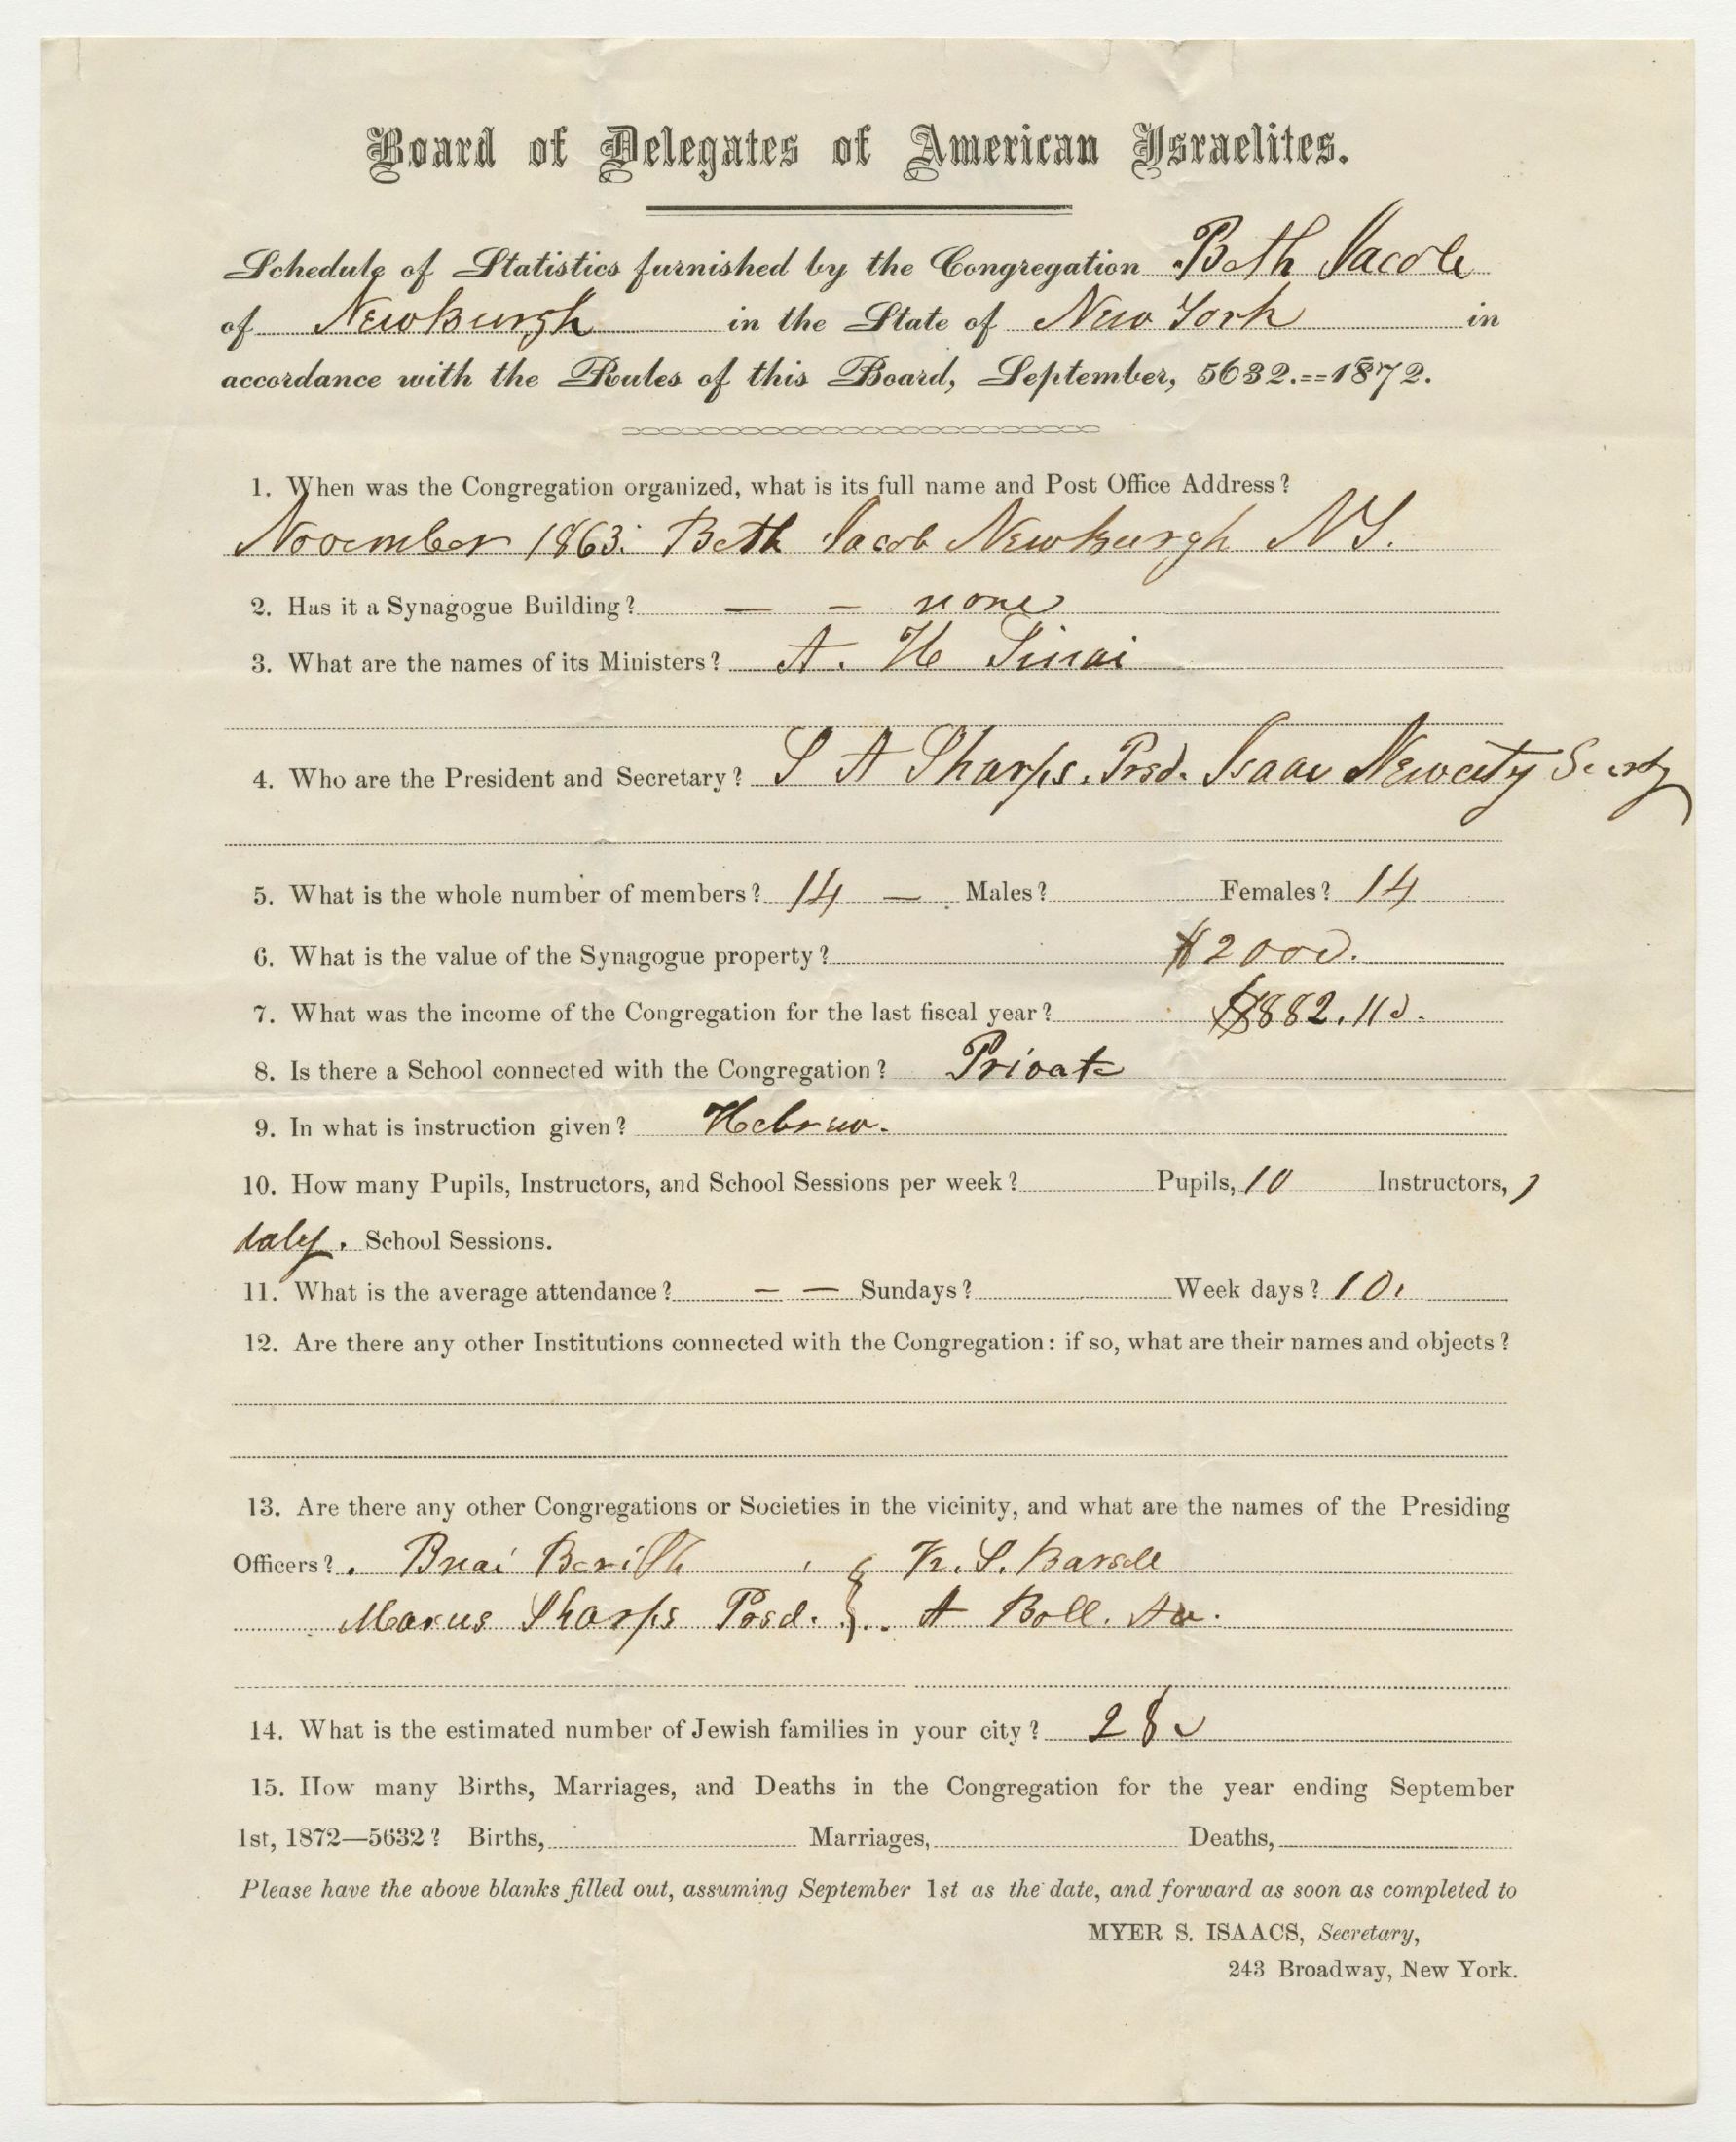 Board of Delegates of American Israelites.
Schedule of Statistics furnished by the Congregation Beth Jacob
of Newburgh in the State of New York in
accordance with the Rules of this Board, September, 5632.==1872.
1. When was the Congregation organized, what is its full name and Post Office Address?
November 1863. Beth Jacob Newburgh NY.
2. Has it a Synagogue Building? — – none
3. What are the names of its Ministers? A. H Sinai
4. Who are the President and Secretary? S A Sharps. Prsd. Isaac Newcity
5. What is the whole number of members? 14 — Males? Females? 14
6. What is the value of the Synagogue property? $2000.
7. What was the income of the Congregation for the last fiscal year?
8. Is there a School connected with the Congregation? Private
9. In what is instruction given? Hebrew.
10. How many Pupils, Instructors, and School Sessions per week? Pupils, 10 Instructors, 1
daly. School Sessions.
11. What is the average attendance? – — Sundays? Week days? 10.
12. Are there any other Institutions connected with the Congregation: if so, what are their names and objects?
13. Are there any other Congregations or Societies in the vicinity, and what are the names of the Presiding
Officers? Bnai Berith
Marcus Sharps Prsd. } A
14. What is the estimated number of Jewish families in your city?
15. How many Births, Marriages, and Deaths in the Congregation for the year ending September
1st, 1872—5632? Births, Marriages, Deaths,
Please have the above blanks filled out, assuming September 1st as the date, and forward as soon as completed to
MYER S. ISAACS, Secretary,
243 Broadway, New York.